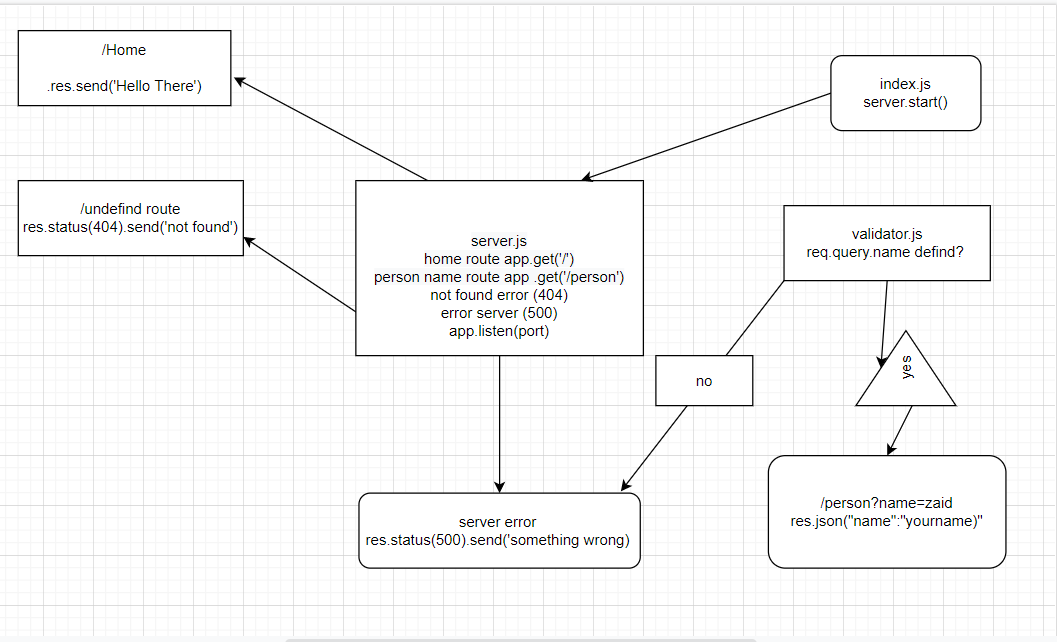 /Home
.res.send('Hello There')
index.js
server.start()
/undefind route
res.status(404).send('not found')
server.js
home route app.get('/')
person name route app .get('/person')
not found error (404)
error server (500)
app.listen(port)
validator.js
req.query.name defind?
no
yes
server error
res.status(500).send('something wrong)
/person?name=zaid
res.json("name":"yourname)"